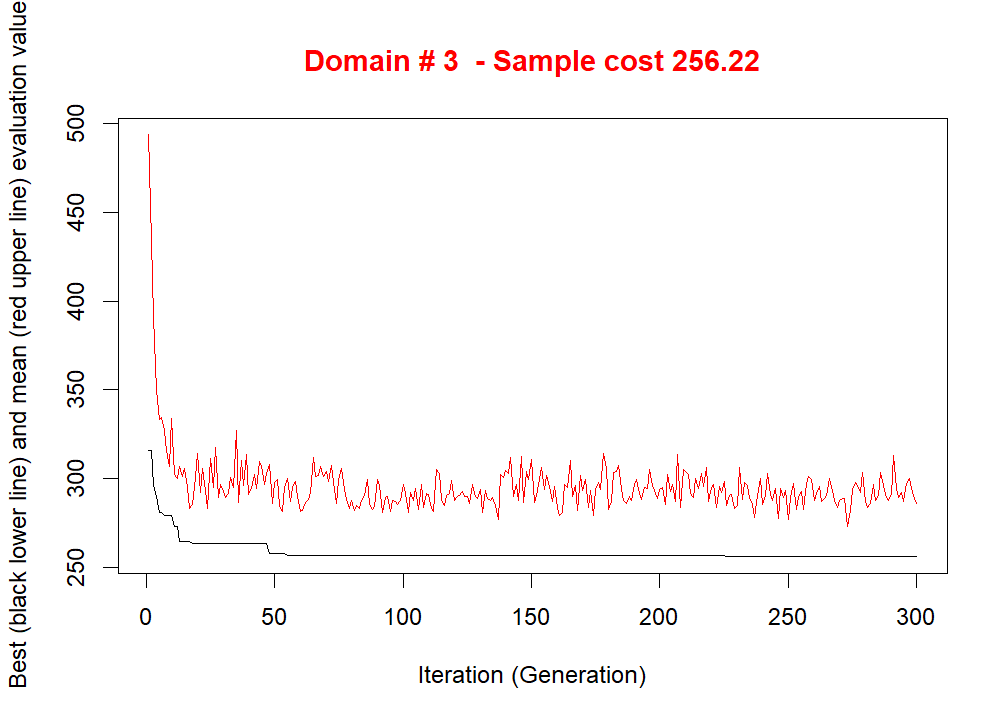 Domain # 3  - Sample cost 256.22
Best (black lower line) and mean (red upper line) evaluation value
500
450
400
350
300
250
0 50 100 150 200 250 300
Iteration (Generation)